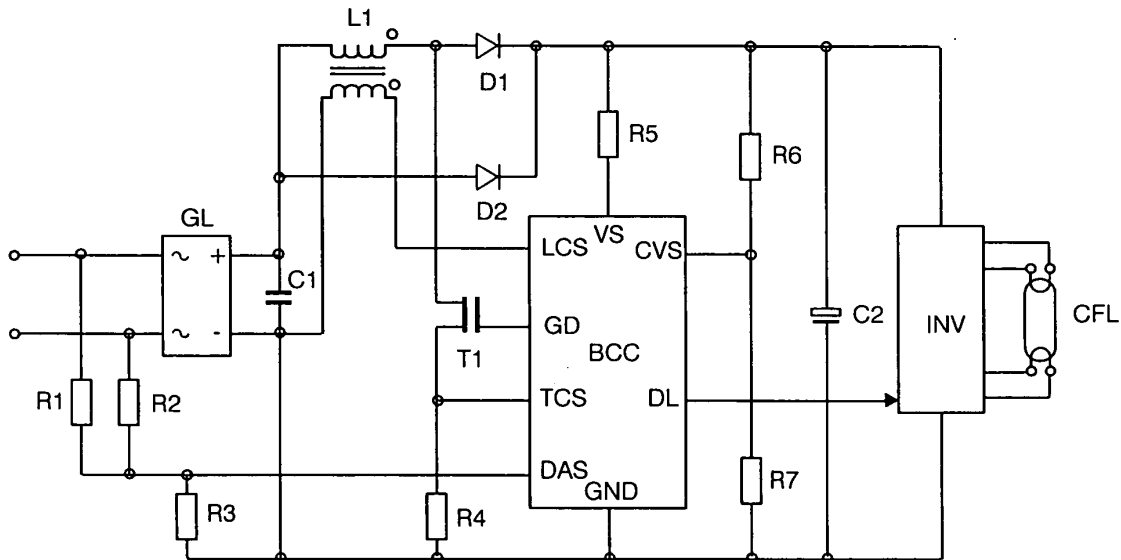 L1
D1
R5
R6
D2
GL
~ +
~ -
C1
LCS
VS
CVS
GD
T1
BCC
C2
INV
CFL
R1
R2
TCS
DL
DAS
GND
R3
R4
R7